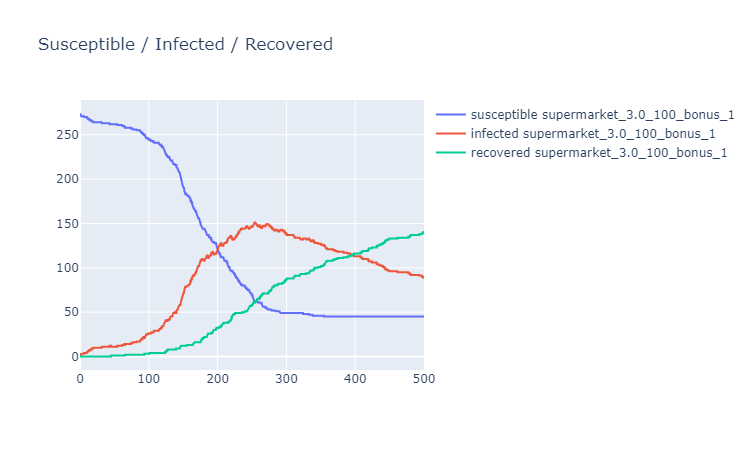 Susceptible / Infected / Recovered
susceptible supermarket_3.0_100_bonus_1
infected supermarket_3.0_100_bonus_1
recovered supermarket_3.0_100_bonus_1
250
200
150
100
50
0
0 100 200 300 400 500